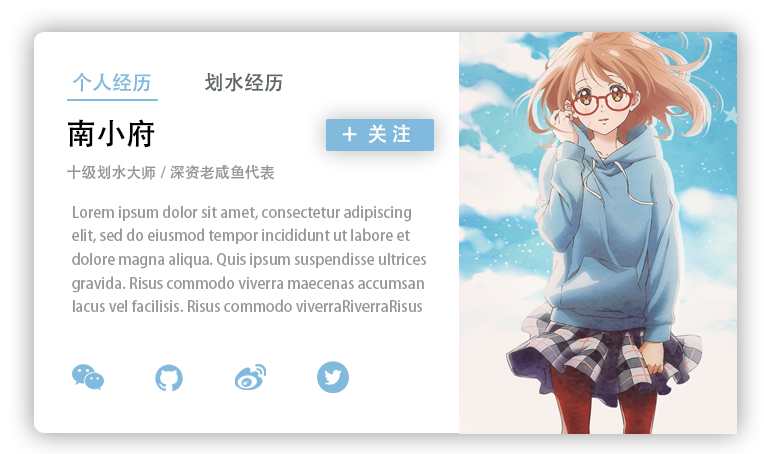 个人经历 划水经历
南小府
+ 关注
十级划水大师 / 深资老咸鱼代表
Lorem ipsum dolor sit amet, consectetur adipiscing
elit, sed do eiusmod tempor incididunt ut labore et
dolore magna aliqua. Quis ipsum suspendisse ultrices
gravida. Risus commodo viverra maecenas accumsan
lacus vel facilisis. Risus commodo viverraRiverraRisus